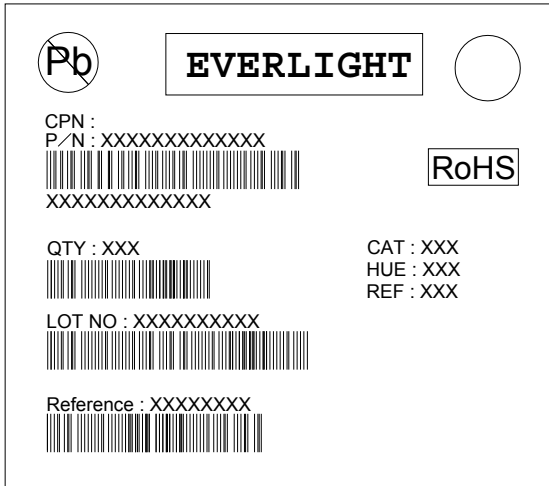 Pb
EVERLIGHT
CPN :
P/N : XXXXXXXXXXXXX
RoHS
XXXXXXXXXXXXX
QTY : XXX
CAT : XXX
HUE : XXX
REF : XXX
LOT NO : XXXXXXXXXX
Reference : XXXXXXXX